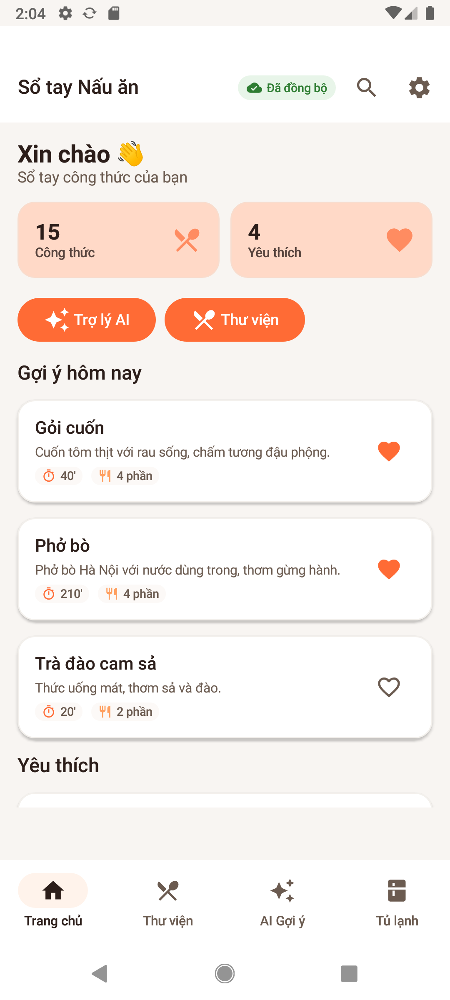 2:04
Sổ tay Nấu ăn
Đã đồng bộ
Xin chào 👋
Sổ tay công thức của bạn
15
Công thức
4
Yêu thích
Trợ lý AI
Thư viện
Gợi ý hôm nay
Gỏi cuốn
Cuốn tôm thịt với rau sống, chấm tương đậu phộng.
40'
4 phần
Phở bò
Phở bò Hà Nội với nước dùng trong, thơm gừng hành.
210'
4 phần
Trà đào cam sả
Thức uống mát, thơm sả và đào.
20'
2 phần
Yêu thích
Trang chủ
Thư viện
AI Gợi ý
Tủ lạnh